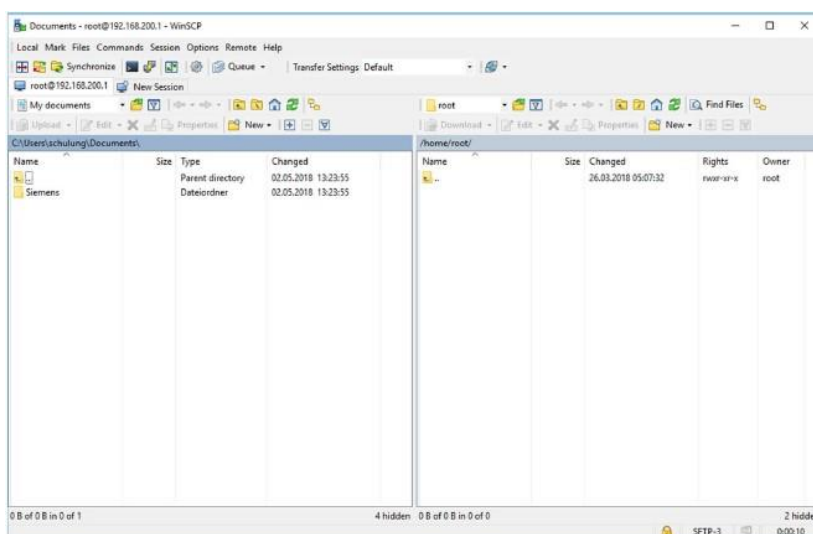 Documents - root@192.168.200.1 - WinSCP
Local Mark Files Commands Session Options Remote Help
Synchronize Queue Transfer Settings Default
root@192.168.200.1 New Session
My documents
Upload Edit Properties New
root Find Files
Download Edit Properties New
C:\Users\schulung\Documents\
Name Size Type Changed
.. Parent directory 02.05.2018 13:23:55
Siemens Dateiordner 02.05.2018 13:23:55
0 B of 0 B in 0 of 1 4 hidden
/home/root/
Name Size Changed Rights Owner
.. 26.03.2018 05:07:32 rwxr-xr-x root
0 B of 0 B in 0 of 0 2 hidde
SFTP-3 0:00:10